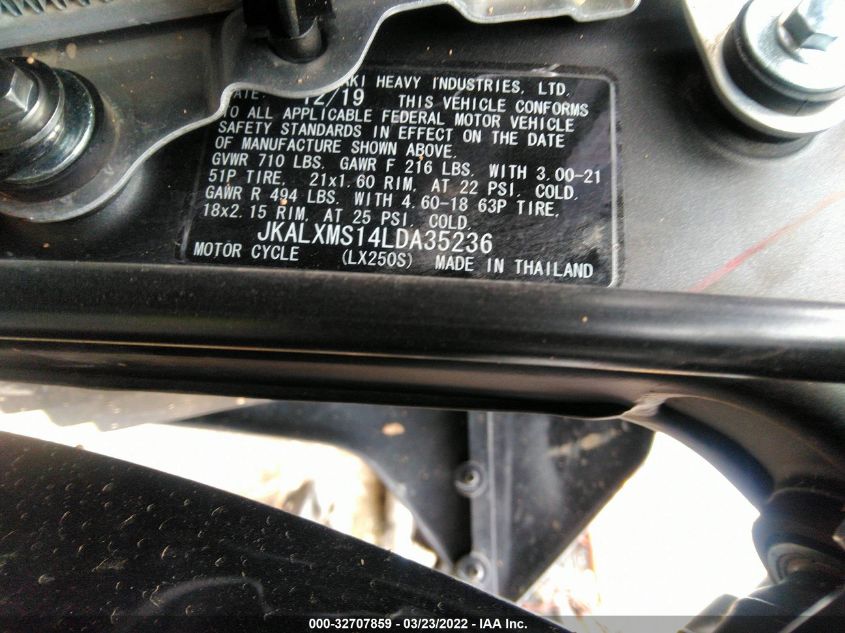 KI HEAVY INDUSTRIES, LTD.
DATE: 12/19 THIS VEHICLE CONFORMS
TO ALL APPLICABLE FEDERAL MOTOR VEHICLE
SAFETY STANDARDS IN EFFECT ON THE DATE
OF MANUFACTURE SHOWN ABOVE.
GVWR 710 LBS. GAWR F 216 LBS. WITH 3.00-21
51P TIRE, 21x1.60 RIM, AT 22 PSI. COLD.
GAWR R 494 LBS. WITH 4.60-18 63P TIRE,
18x2.15 RIM, AT 25 PSI. COLD.
JKALXMS14LDA35236
MOTOR CYCLE (LX250S) MADE IN THAILAND
000-32707859 - 03/23/2022 - IAA Inc.